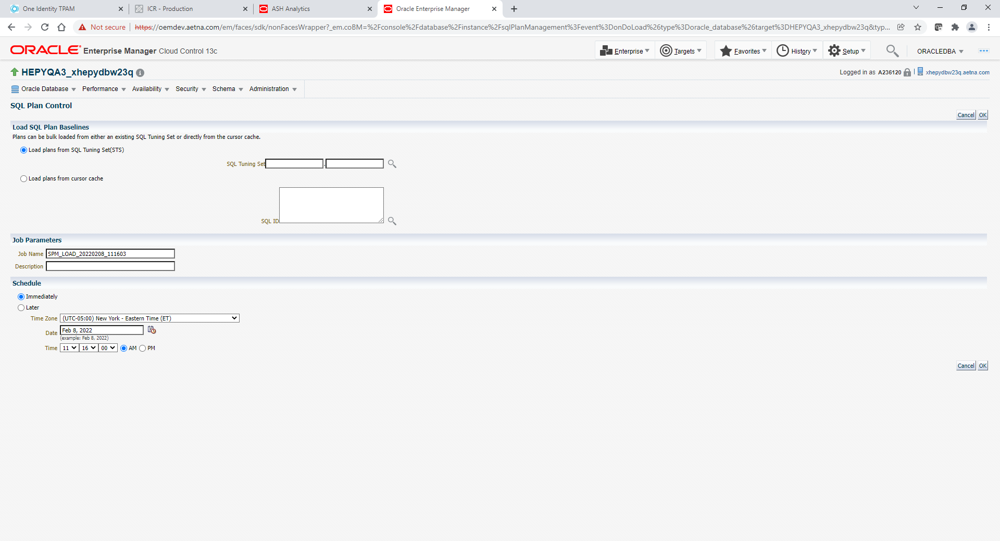 One Identity TPAM
ICR - Production
ASH Analytics
Oracle Enterprise Manager
Not secure
https://oemdev.aetna.com/em/faces/sdk/nonFacesWrapper?_em.coBM=%2Fconsole%2Fdatabase%2Finstance%2FsqlPlanManagement%3Fevent%3DonDoLoad%26type%3Doracle_database%26target%3DHEPYQA3_xhepydbw23q&typ...
ORACLE Enterprise Manager Cloud Control 13c
Enterprise
Targets
Favorites
History
Setup
ORACLEDBA
HEPYQA3_xhepydbw23q
Logged in as A236120
xhepydbw23q.aetna.com
Oracle Database
Performance
Availability
Security
Schema
Administration
SQL Plan Control
Cancel
OK
Load SQL Plan Baselines
Plans can be bulk loaded from either an existing SQL Tuning Set or directly from the cursor cache.
Load plans from SQL Tuning Set(STS)
SQL Tuning Set .
Load plans from cursor cache
SQL ID
Job Parameters
Job Name SPM_LOAD_20220208_111603
Description
Schedule
Immediately
Later
Time Zone (UTC-05:00) New York - Eastern Time (ET)
Date Feb 8, 2022
(example: Feb 8, 2022)
Time 11 16 00 AM PM
Cancel
OK